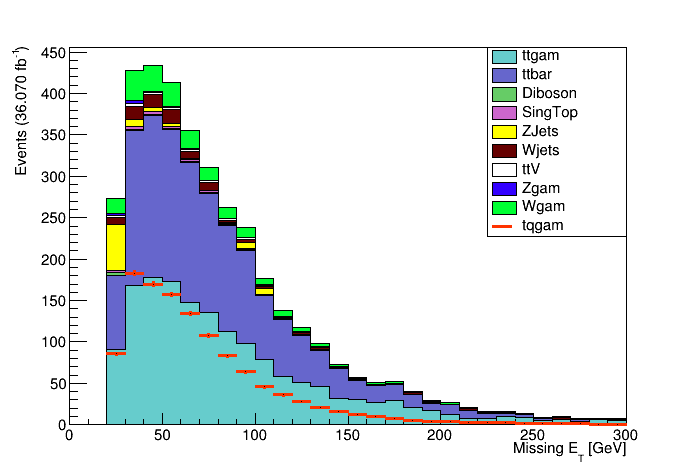 Events (36.070 fb⁻¹)
450
400
350
300
250
200
150
100
50
0
0 50 100 150 200 250 300
Missing E_T [GeV]
ttgam
ttbar
Diboson
SingTop
ZJets
Wjets
ttV
Zgam
Wgam
tqgam